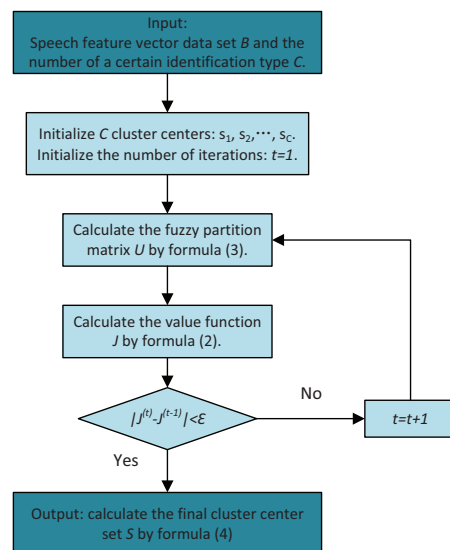 Input:
Speech feature vector data set B and the
number of a certain identification type C.
Initialize C cluster centers: s₁, s₂,⋯, s_C.
Initialize the number of iterations: t=1.
Calculate the fuzzy partition
matrix U by formula (3).
Calculate the value function
J by formula (2).
|J⁽ᵗ⁾-J⁽ᵗ⁻¹⁾|<ε
No
t=t+1
Yes
Output: calculate the final cluster center
set S by formula (4)